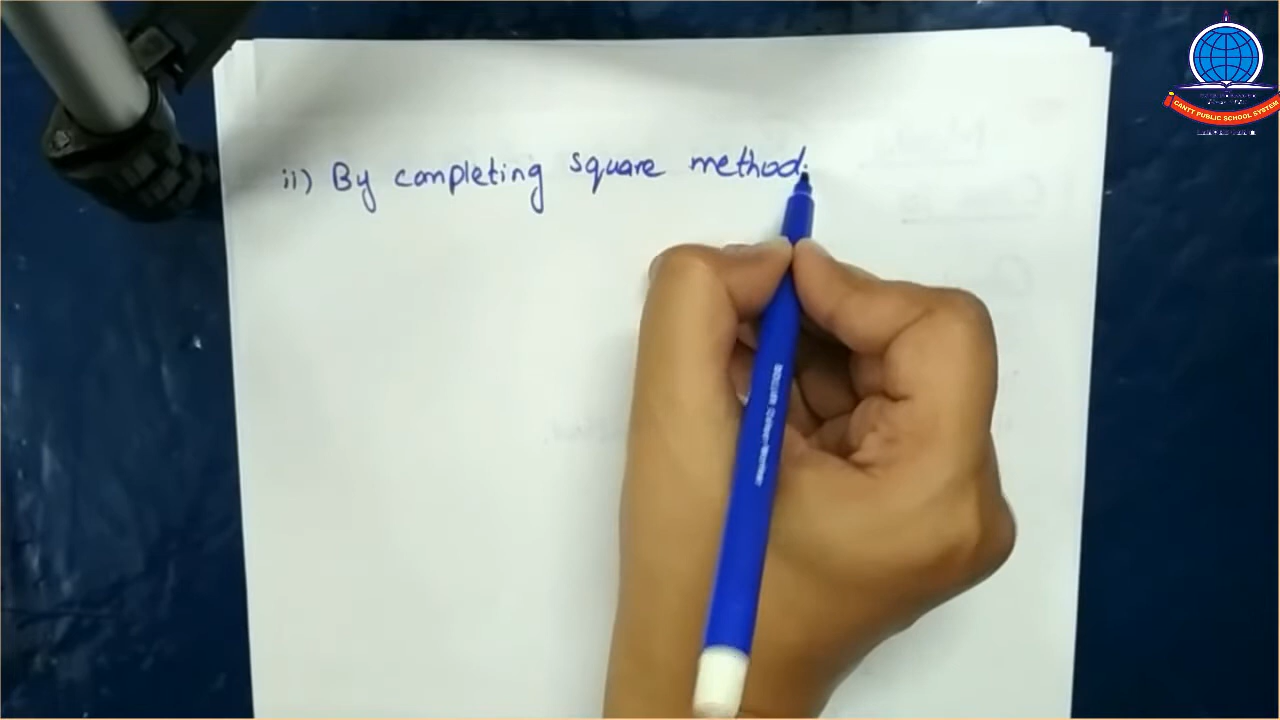 ii) By completing square method.
CANTT PUBLIC SCHOOL SYSTEM